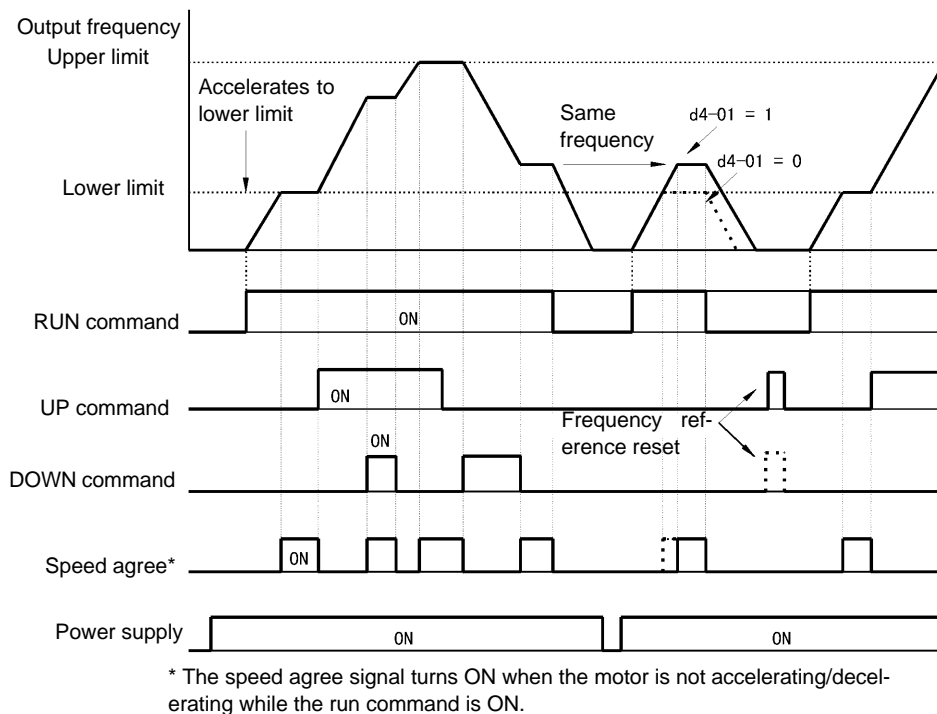 Output frequency
Upper limit
Accelerates to
lower limit
Same
frequency
d4-01 = 1
d4-01 = 0
Lower limit
RUN command
ON
UP command
ON
Frequency ref-
erence reset
ON
DOWN command
Speed agree*
ON
Power supply
ON
ON
* The speed agree signal turns ON when the motor is not accelerating/decel-
erating while the run command is ON.